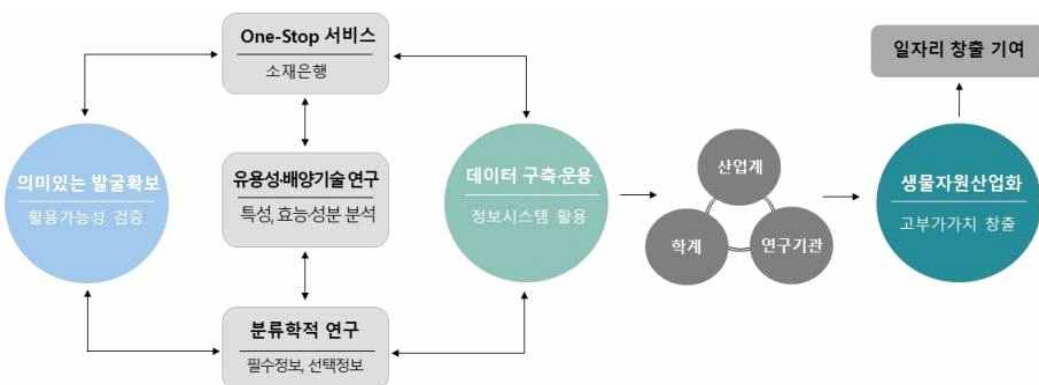 One-Stop 서비스
소재은행
일자리 창출 기여
의미있는 발굴확보
활용가능성 검증
유용성·배양기술 연구
특성, 효능·성분 분석
데이터 구축·운용
정보시스템 활용
산업계
학계
연구기관
생물자원산업화
고부가가치 창출
분류학적 연구
필수정보, 선택정보